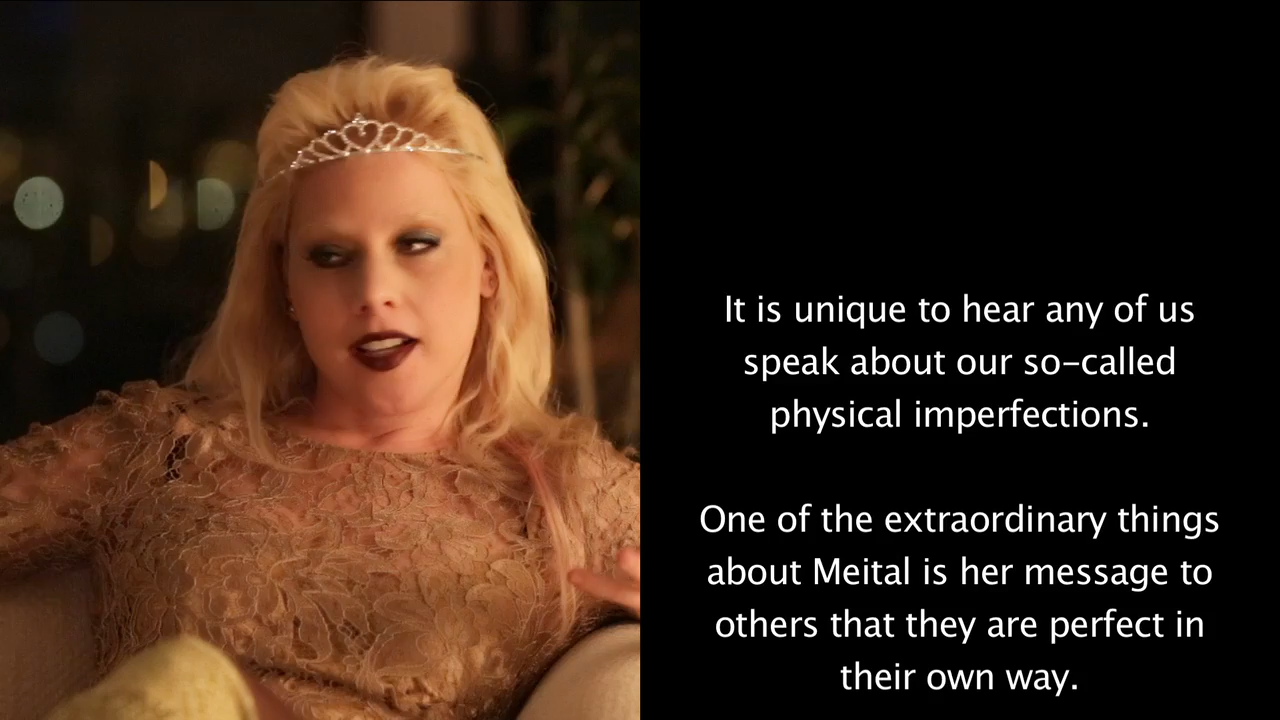 It is unique to hear any of us
speak about our so-called
physical imperfections.
One of the extraordinary things
about Meital is her message to
others that they are perfect in
their own way.